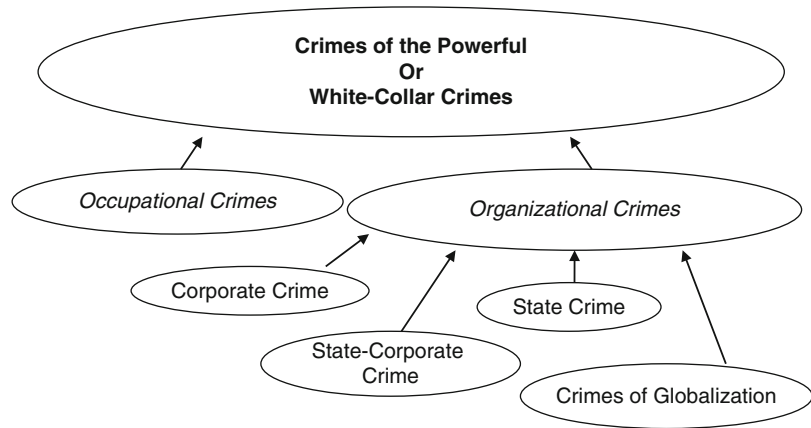 Crimes of the Powerful
Or
White-Collar Crimes
Occupational Crimes
Organizational Crimes
Corporate Crime
State Crime
State-Corporate
Crime
Crimes of Globalization